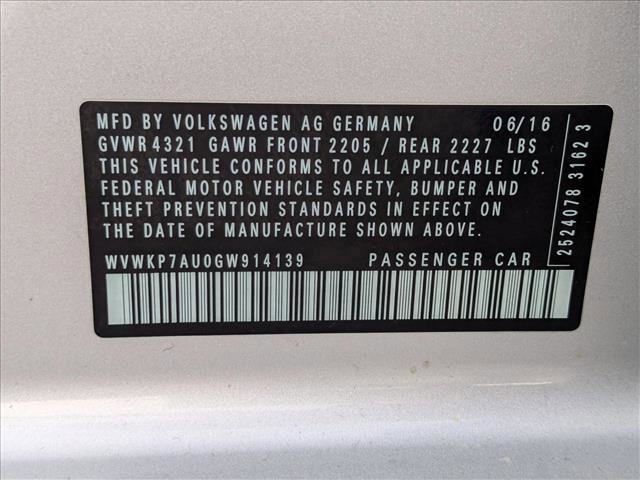 MFD BY VOLKSWAGEN AG GERMANY 06/16
GVWR 4321 GAWR FRONT 2205 / REAR 2227 LBS
THIS VEHICLE CONFORMS TO ALL APPLICABLE U.S.
FEDERAL MOTOR VEHICLE SAFETY, BUMPER AND
THEFT PREVENTION STANDARDS IN EFFECT ON
THE DATE OF MANUFACTURE SHOWN ABOVE.
WVWKP7AU0GW914139 PASSENGER CAR
2524078 3162 3